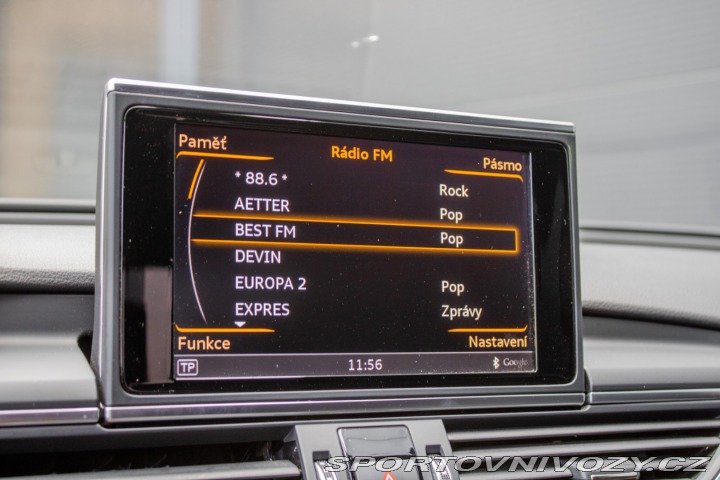 Paměť
Rádio FM
Pásmo
* 88.6 * Rock
AETTER Pop
BEST FM Pop
DEVIN
EUROPA 2 Pop
EXPRES Zprávy
Funkce
Nastavení
TP 11:56 Google
SPORTOVNIVOZY.CZ